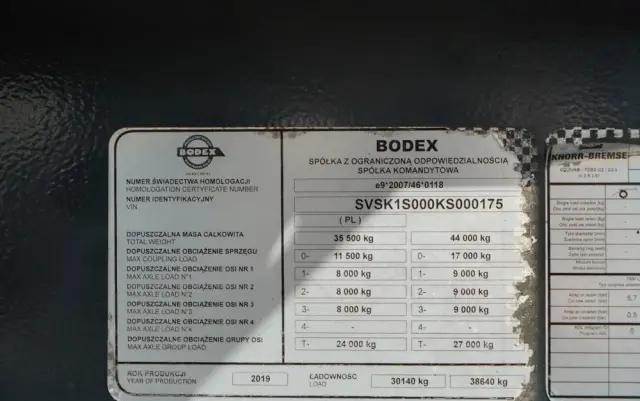 BODEX
BODEX
SPÓŁKA Z OGRANICZONĄ ODPOWIEDZIALNOŚCIĄ
SPÓŁKA KOMANDYTOWA
NUMER ŚWIADECTWA HOMOLOGACJI
HOMOLOGATION CERTIFICATE NUMBER
e9*2007/46*0118
NUMER IDENTYFIKACYJNY
VIN
SVSK1S000KS000175
(PL)
DOPUSZCZALNA MASA CAŁKOWITA
TOTAL WEIGHT
35 500 kg 44 000 kg
DOPUSZCZALNE OBCIĄŻENIE SPRZĘGU
MAX COUPLING LOAD
0- 11 500 kg 0- 17 000 kg
DOPUSZCZALNE OBCIĄŻENIE OSI NR 1
MAX AXLE LOAD N°1
1- 8 000 kg 1- 9 000 kg
DOPUSZCZALNE OBCIĄŻENIE OSI NR 2
MAX AXLE LOAD N°2
2- 8 000 kg 2- 9 000 kg
DOPUSZCZALNE OBCIĄŻENIE OSI NR 3
MAX AXLE LOAD N°3
3- 8 000 kg 3- 9 000 kg
DOPUSZCZALNE OBCIĄŻENIE OSI NR 4
MAX AXLE LOAD N°4
4- - 4- -
DOPUSZCZALNE OBCIĄŻENIE GRUPY OSI
MAX AXLE GROUP LOAD
T- 24 000 kg T- 27 000 kg
ROK PRODUKCJI
YEAR OF PRODUCTION
2019
ŁADOWNOŚĆ
LOAD
30140 kg 38640 kg
KNORR-BREMSE